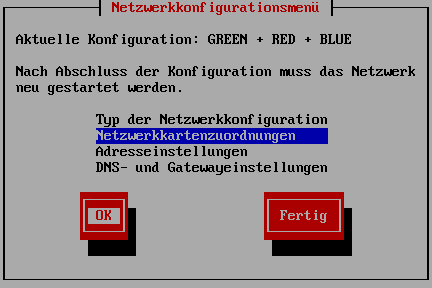 Netzwerkkonfigurationsmenü
Aktuelle Konfiguration: GREEN + RED + BLUE
Nach Abschluss der Konfiguration muss das Netzwerk
neu gestartet werden.
Typ der Netzwerkkonfiguration
Netzwerkkartenzuordnungen
Adresseinstellungen
DNS- und Gatewayeinstellungen
OK Fertig